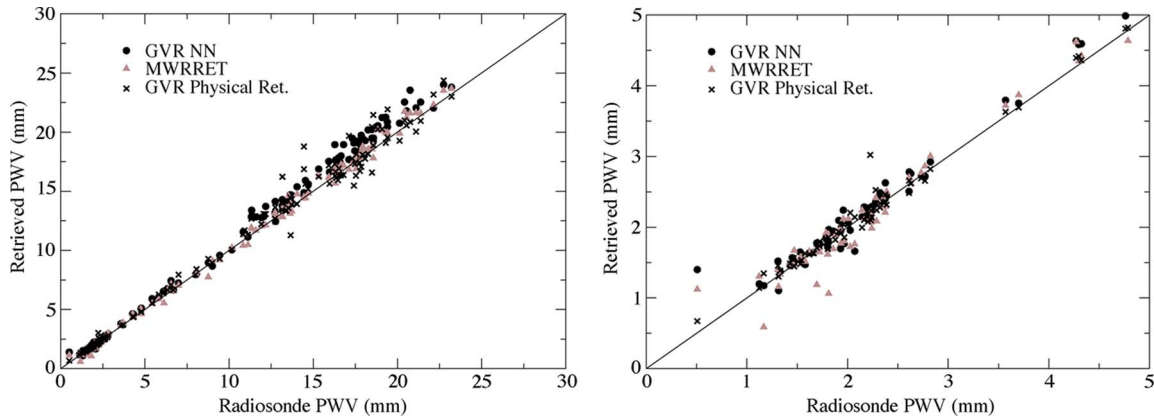 30
25
20
15
10
5
0
Retrieved PWV (mm)
GVR NN
MWRRET
GVR Physical Ret.
0 5 10 15 20 25 30
Radiosonde PWV (mm)
5
4
3
2
1
0
Retrieved PWV (mm)
GVR NN
MWRRET
GVR Physical Ret.
0 1 2 3 4 5
Radiosonde PWV (mm)